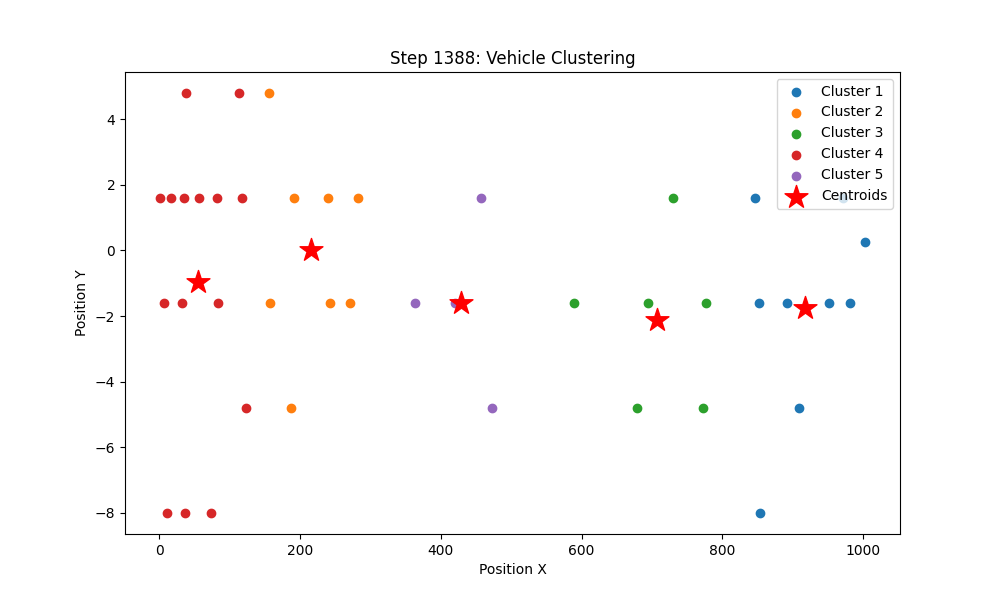 Step 1388: Vehicle Clustering
Cluster 1
Cluster 2
Cluster 3
Cluster 4
Cluster 5
Centroids
4
2
0
−2
−4
−6
−8
Position Y
0
200
400
600
800
1000
Position X